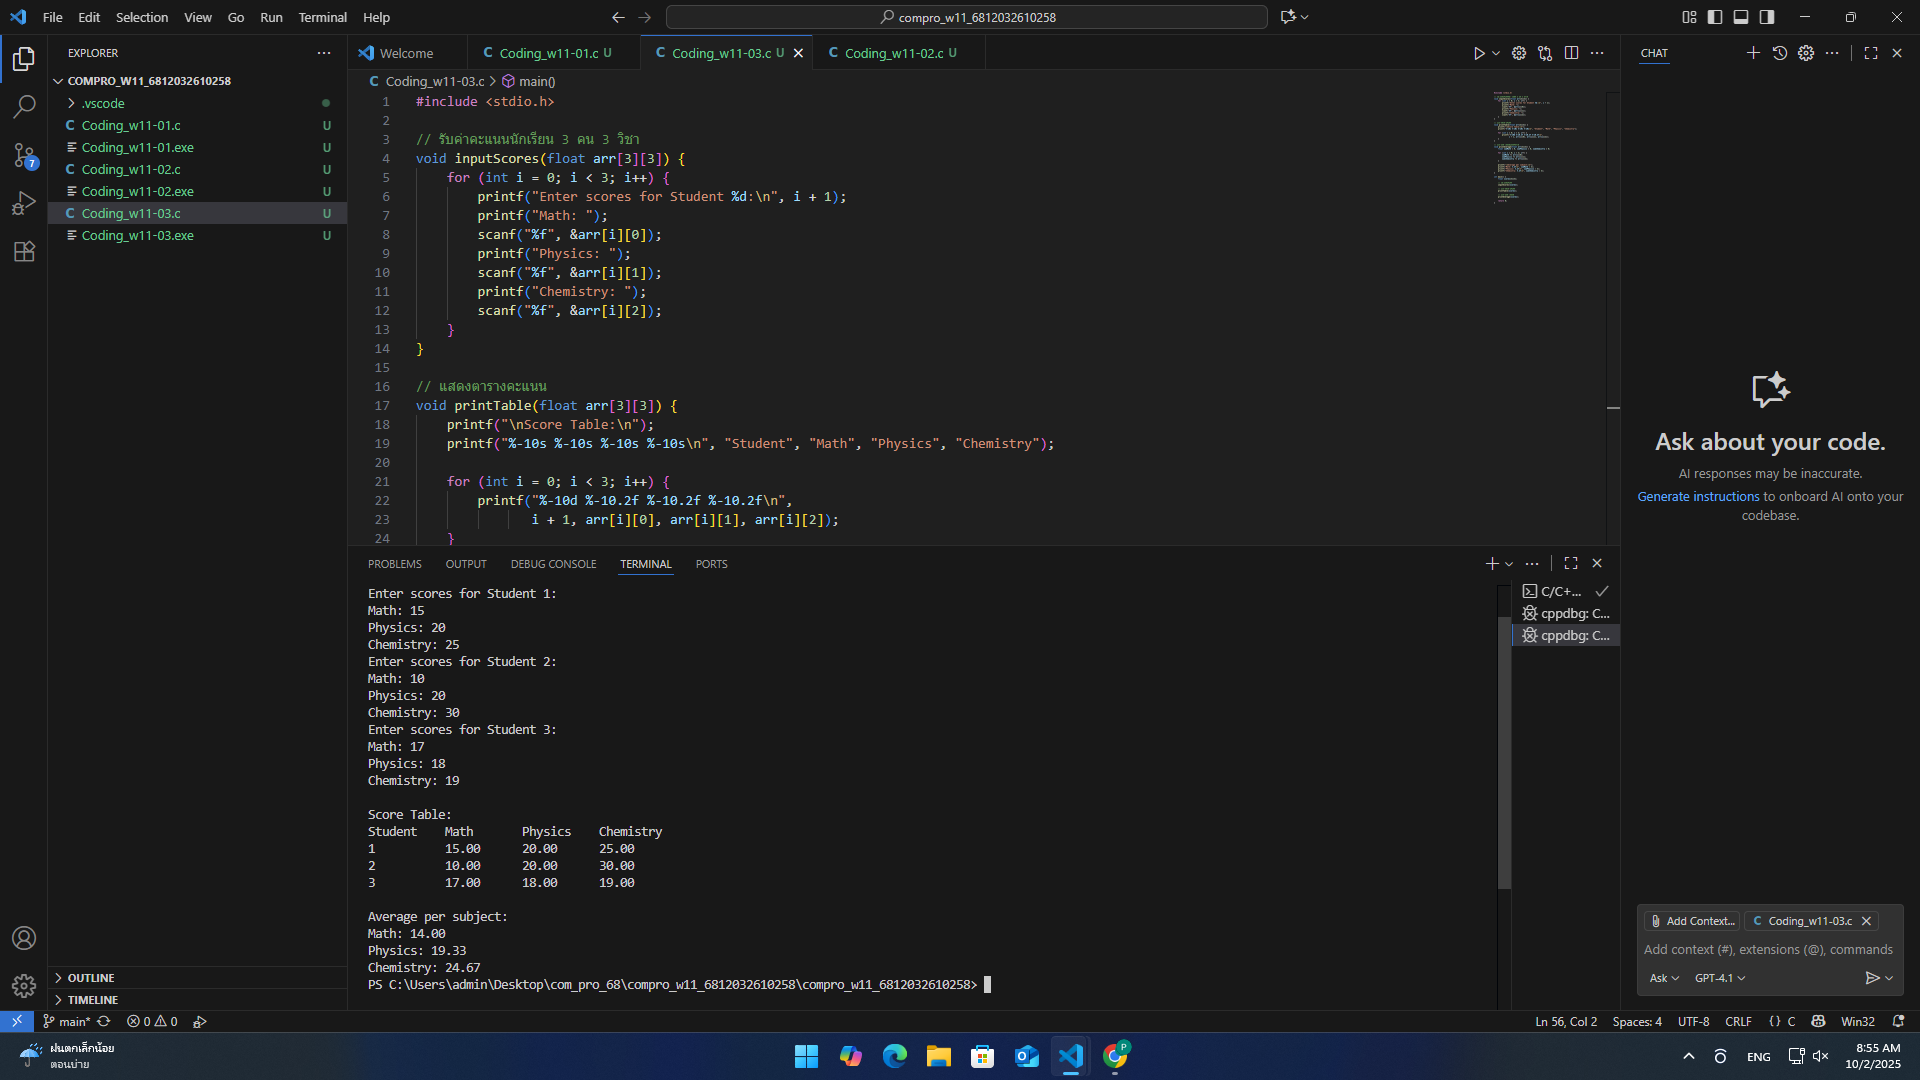 File Edit Selection View Go Run Terminal Help
compro_w11_6812032610258
EXPLORER
COMPRO_W11_6812032610258
.vscode
Coding_w11-01.c U
Coding_w11-01.exe U
Coding_w11-02.c U
Coding_w11-02.exe U
Coding_w11-03.c U
Coding_w11-03.exe U
OUTLINE
TIMELINE
7
Welcome
C Coding_w11-01.c U
C Coding_w11-03.c U
C Coding_w11-02.c U
C Coding_w11-03.c > main()
1 #include <stdio.h>
2
3 // รับค่าคะแนนนักเรียน 3 คน 3 วิชา
4 void inputScores(float arr[3][3]) {
5 for (int i = 0; i < 3; i++) {
6 printf("Enter scores for Student %d:\n", i + 1);
7 printf("Math: ");
8 scanf("%f", &arr[i][0]);
9 printf("Physics: ");
10 scanf("%f", &arr[i][1]);
11 printf("Chemistry: ");
12 scanf("%f", &arr[i][2]);
13 }
14 }
15
16 // แสดงตารางคะแนน
17 void printTable(float arr[3][3]) {
18 printf("\nScore Table:\n");
19 printf("%-10s %-10s %-10s %-10s\n", "Student", "Math", "Physics", "Chemistry");
20
21 for (int i = 0; i < 3; i++) {
22 printf("%-10d %-10.2f %-10.2f %-10.2f\n",
23 i + 1, arr[i][0], arr[i][1], arr[i][2]);
24 }
PROBLEMS OUTPUT DEBUG CONSOLE TERMINAL PORTS
Enter scores for Student 1:
Math: 15
Physics: 20
Chemistry: 25
Enter scores for Student 2:
Math: 10
Physics: 20
Chemistry: 30
Enter scores for Student 3:
Math: 17
Physics: 18
Chemistry: 19
Score Table:
Student Math Physics Chemistry
1 15.00 20.00 25.00
2 10.00 20.00 30.00
3 17.00 18.00 19.00
Average per subject:
Math: 14.00
Physics: 19.33
Chemistry: 24.67
PS C:\Users\admin\Desktop\com_pro_68\compro_w11_6812032610258\compro_w11_6812032610258>
C/C+...
cppdbg: C...
cppdbg: C...
CHAT
Ask about your code.
AI responses may be inaccurate.
Generate instructions to onboard AI onto your
codebase.
Add Context...
C Coding_w11-03.c
Add context (#), extensions (@), commands
Ask GPT-4.1
main* 0 0
Ln 56, Col 2 Spaces: 4 UTF-8 CRLF {} C Win32
ฝนตกเล็กน้อย
ตอนบ่าย
P
ENG
8:55 AM
10/2/2025